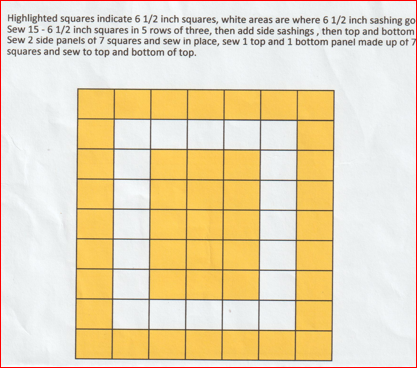 Highlighted squares indicate 6 1/2 inch squares, white areas are where 6 1/2 inch sashing go
Sew 15 - 6 1/2 inch squares in 5 rows of three, then add side sashings , then top and bottom
Sew 2 side panels of 7 squares and sew in place, sew 1 top and 1 bottom panel made up of 7
squares and sew to top and bottom of top.